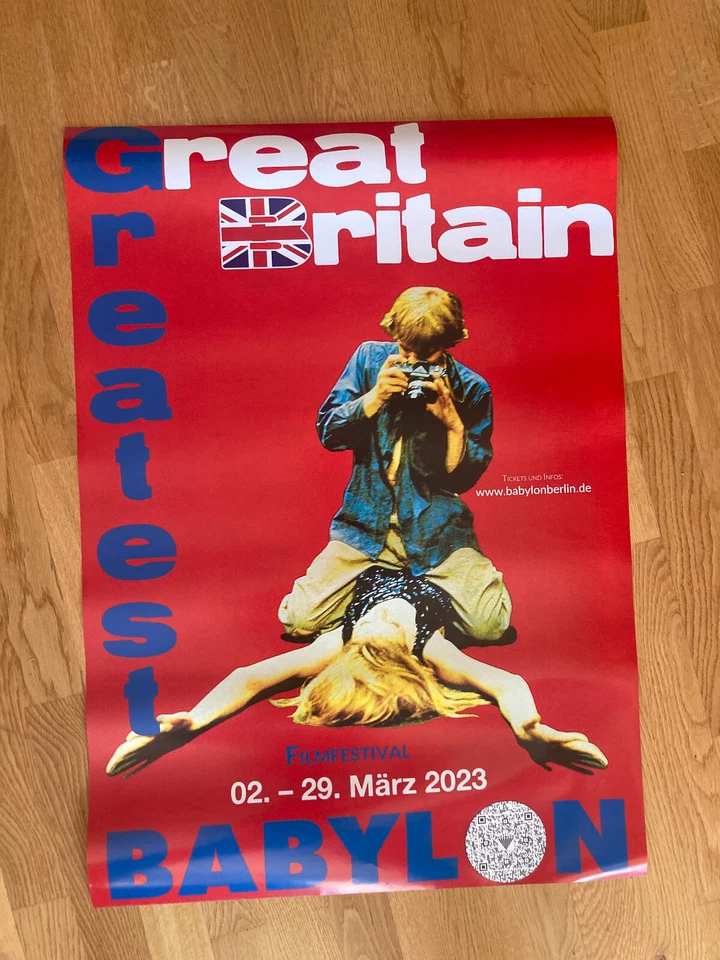 Great
Britain
Greatest
TICKETS UND INFOS:
www.babylonberlin.de
FILMFESTIVAL
02. – 29. März 2023
BABYLON